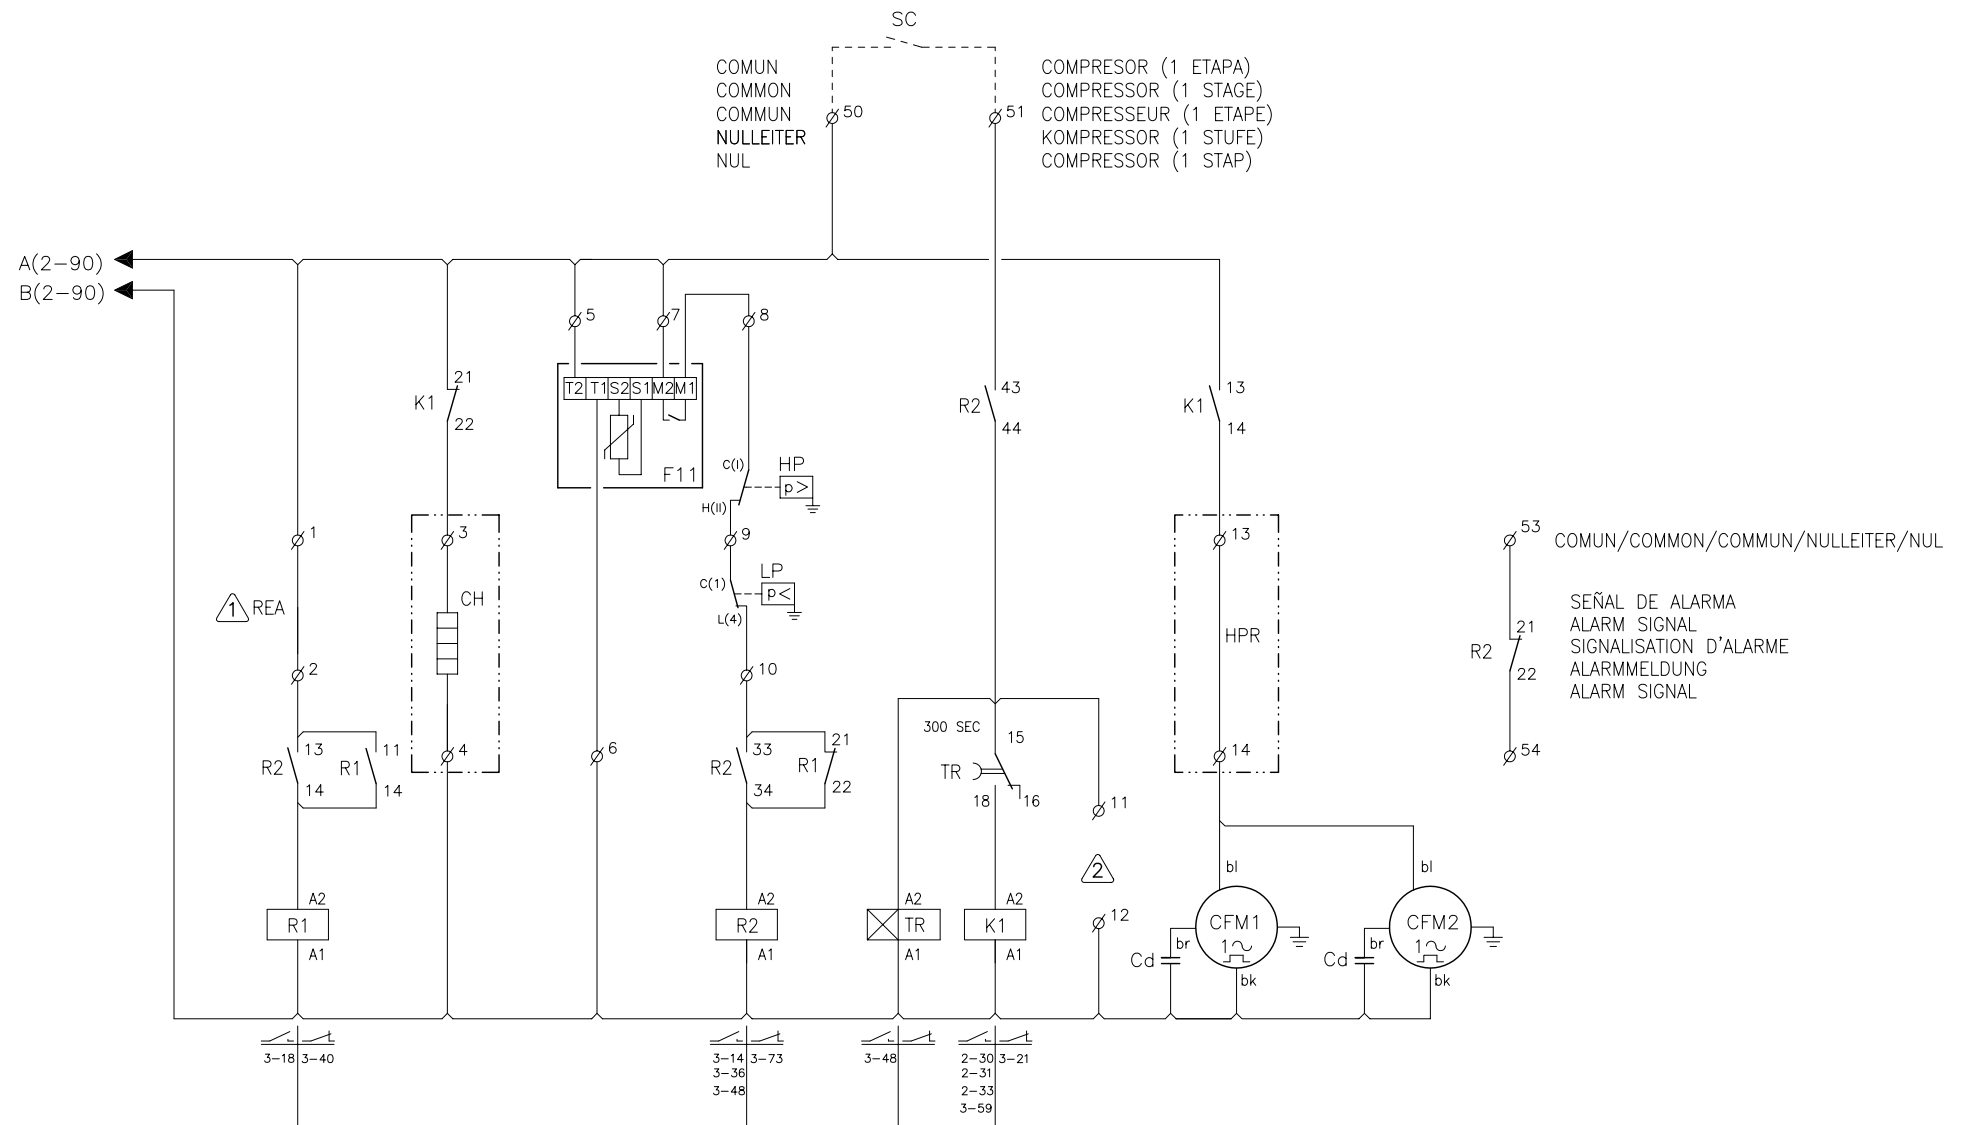 SC
COMUN
COMMON
COMMUN
NULLEITER
NUL
50
51
COMPRESOR (1 ETAPA)
COMPRESSOR (1 STAGE)
COMPRESSEUR (1 ETAPE)
KOMPRESSOR (1 STUFE)
COMPRESSOR (1 STAP)
A(2-90)
B(2-90)
5
7
8
T2 T1 S2 S1 M2 M1
F11
K1
21
22
C(I)
HP
p>
H(II)
9
C(1)
LP
p<
L(4)
10
R2
43
44
K1
13
14
1
1 REA
2
3
CH
4
6
13
HPR
14
53
COMUN/COMMON/COMMUN/NULLEITER/NUL
SEÑAL DE ALARMA
ALARM SIGNAL
SIGNALISATION D'ALARME
ALARMMELDUNG
ALARM SIGNAL
R2
21
22
54
R2
13
14
R1
11
14
R2
33
34
R1
21
22
300 SEC
15
TR
18
16
11
2
12
A2
R1
A1
A2
R2
A1
A2
TR
A1
A2
K1
A1
bl
CFM1
1
br
Cd
bk
bl
CFM2
1
br
Cd
bk
3-18 3-40
3-14 3-73
3-36
3-48
3-48
2-30 3-21
2-31
2-33
3-59